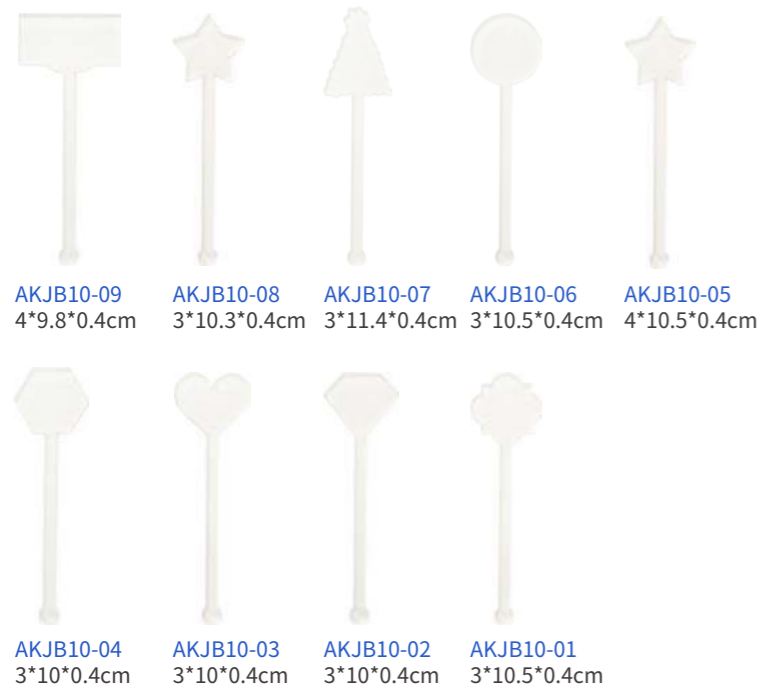 AKJB10-09
4*9.8*0.4cm
AKJB10-08
3*10.3*0.4cm
AKJB10-07
3*11.4*0.4cm
AKJB10-06
3*10.5*0.4cm
AKJB10-05
4*10.5*0.4cm
AKJB10-04
3*10*0.4cm
AKJB10-03
3*10*0.4cm
AKJB10-02
3*10*0.4cm
AKJB10-01
3*10.5*0.4cm